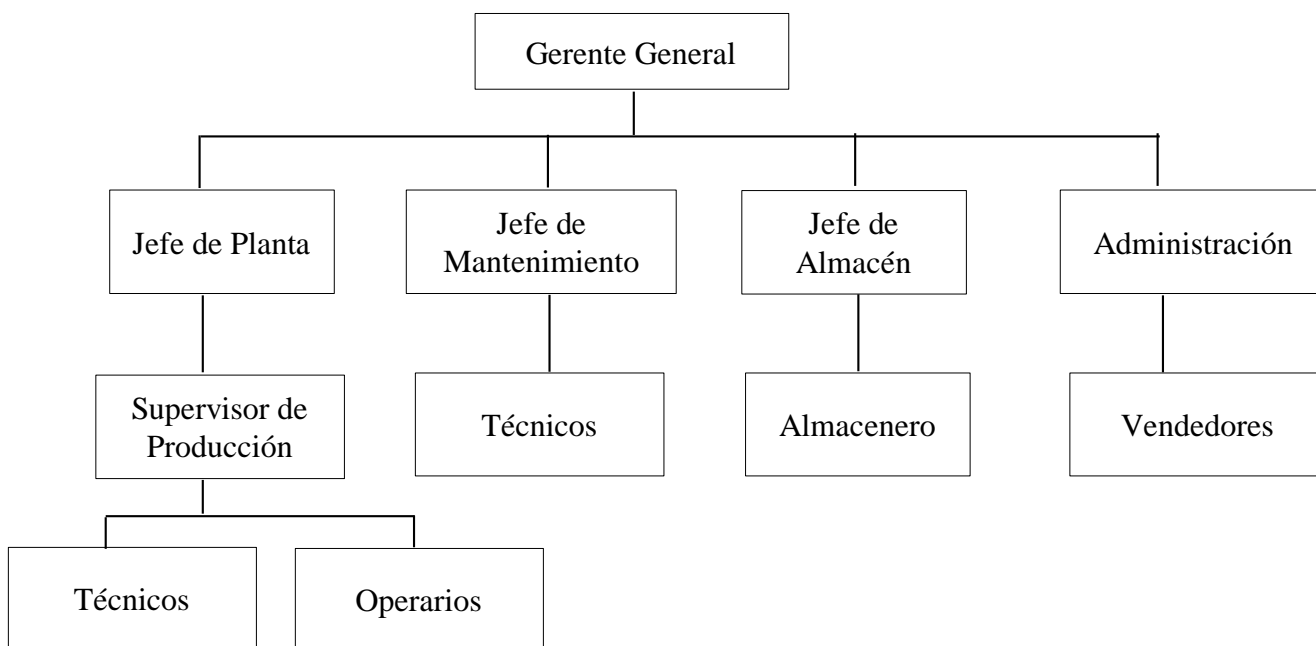 Gerente General
Jefe de Planta
Jefe de
Mantenimiento
Jefe de
Almacén
Administración
Supervisor de
Producción
Técnicos
Almacenero
Vendedores
Técnicos
Operarios